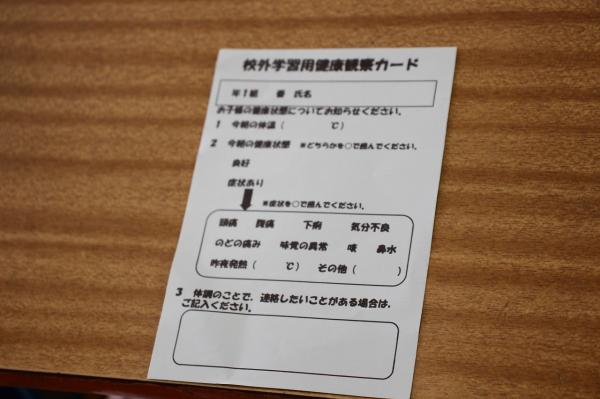 校外学習用健康観察カード
年1組　番　氏名
お子様の健康状態についてお知らせください。
1　今朝の体温（　　　℃）
2　今朝の健康状態　※どちらかを○で囲んでください。
良好
症状あり
※症状を○で囲んでください。
頭痛　腹痛　下痢　気分不良
のどの痛み　味覚の異常　咳　鼻水
昨夜発熱（　　　℃）　その他（　　　）
3　体調のことで、連絡したいことがある場合は、
ご記入ください。